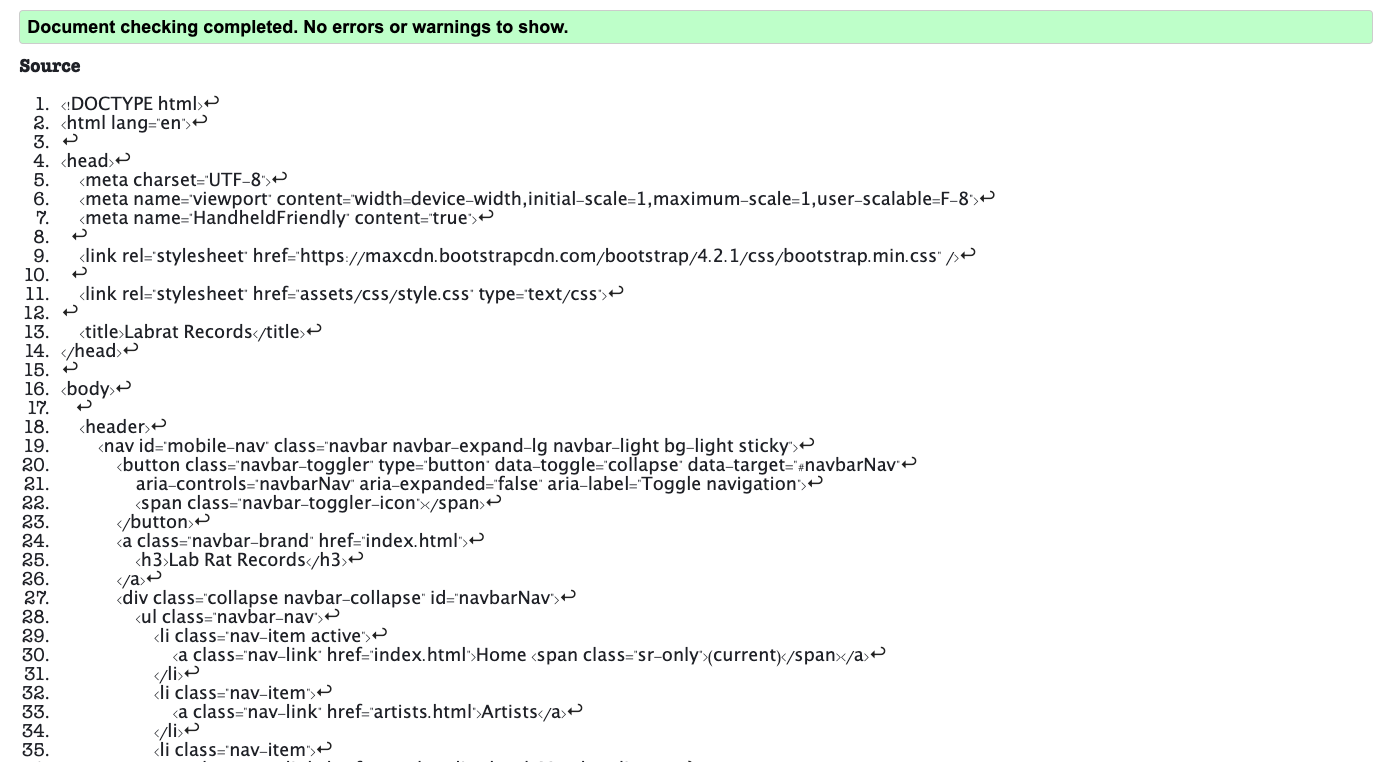 Document checking completed. No errors or warnings to show.
Source
1. <!DOCTYPE html>↩
2. <html lang="en">↩
3. ↩
4. <head>↩
5. <meta charset="UTF-8">↩
6. <meta name="viewport" content="width=device-width,initial-scale=1,maximum-scale=1,user-scalable=F-8">↩
7. <meta name="HandheldFriendly" content="true">↩
8. ↩
9. <link rel="stylesheet" href="https://maxcdn.bootstrapcdn.com/bootstrap/4.2.1/css/bootstrap.min.css" />↩
10. ↩
11. <link rel="stylesheet" href="assets/css/style.css" type="text/css">↩
12. ↩
13. <title>Labrat Records</title>↩
14. </head>↩
15. ↩
16. <body>↩
17. ↩
18. <header>↩
19. <nav id="mobile-nav" class="navbar navbar-expand-lg navbar-light bg-light sticky">↩
20. <button class="navbar-toggler" type="button" data-toggle="collapse" data-target="#navbarNav"↩
21. aria-controls="navbarNav" aria-expanded="false" aria-label="Toggle navigation">↩
22. <span class="navbar-toggler-icon"></span>↩
23. </button>↩
24. <a class="navbar-brand" href="index.html">↩
25. <h3>Lab Rat Records</h3>↩
26. </a>↩
27. <div class="collapse navbar-collapse" id="navbarNav">↩
28. <ul class="navbar-nav">↩
29. <li class="nav-item active">↩
30. <a class="nav-link" href="index.html">Home <span class="sr-only">(current)</span></a>↩
31. </li>↩
32. <li class="nav-item">↩
33. <a class="nav-link" href="artists.html">Artists</a>↩
34. </li>↩
35. <li class="nav-item">↩